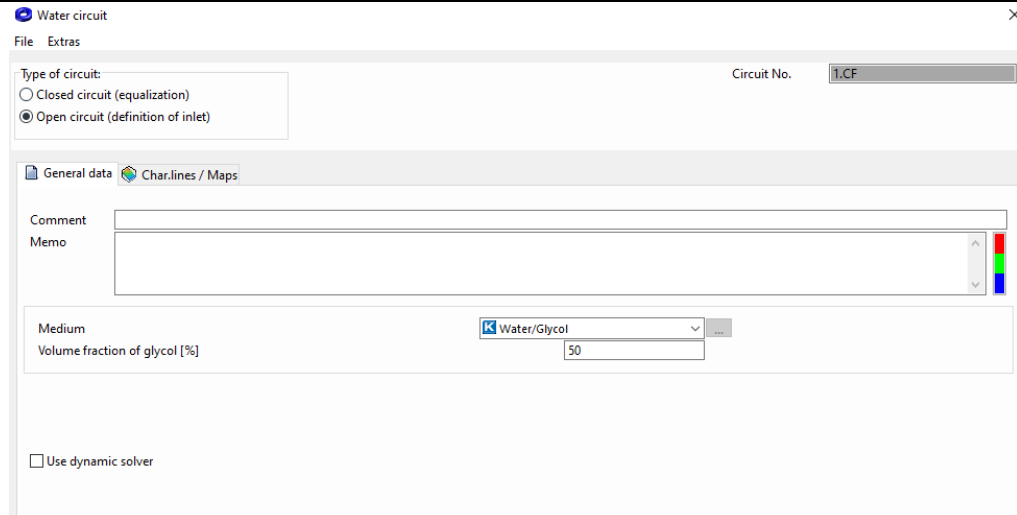 Water circuit
File Extras
Type of circuit: Circuit No. 1.CF
Closed circuit (equalization)
Open circuit (definition of inlet)
General data Char.lines / Maps
Comment
Memo
Medium K Water/Glycol ...
Volume fraction of glycol [%] 50
Use dynamic solver